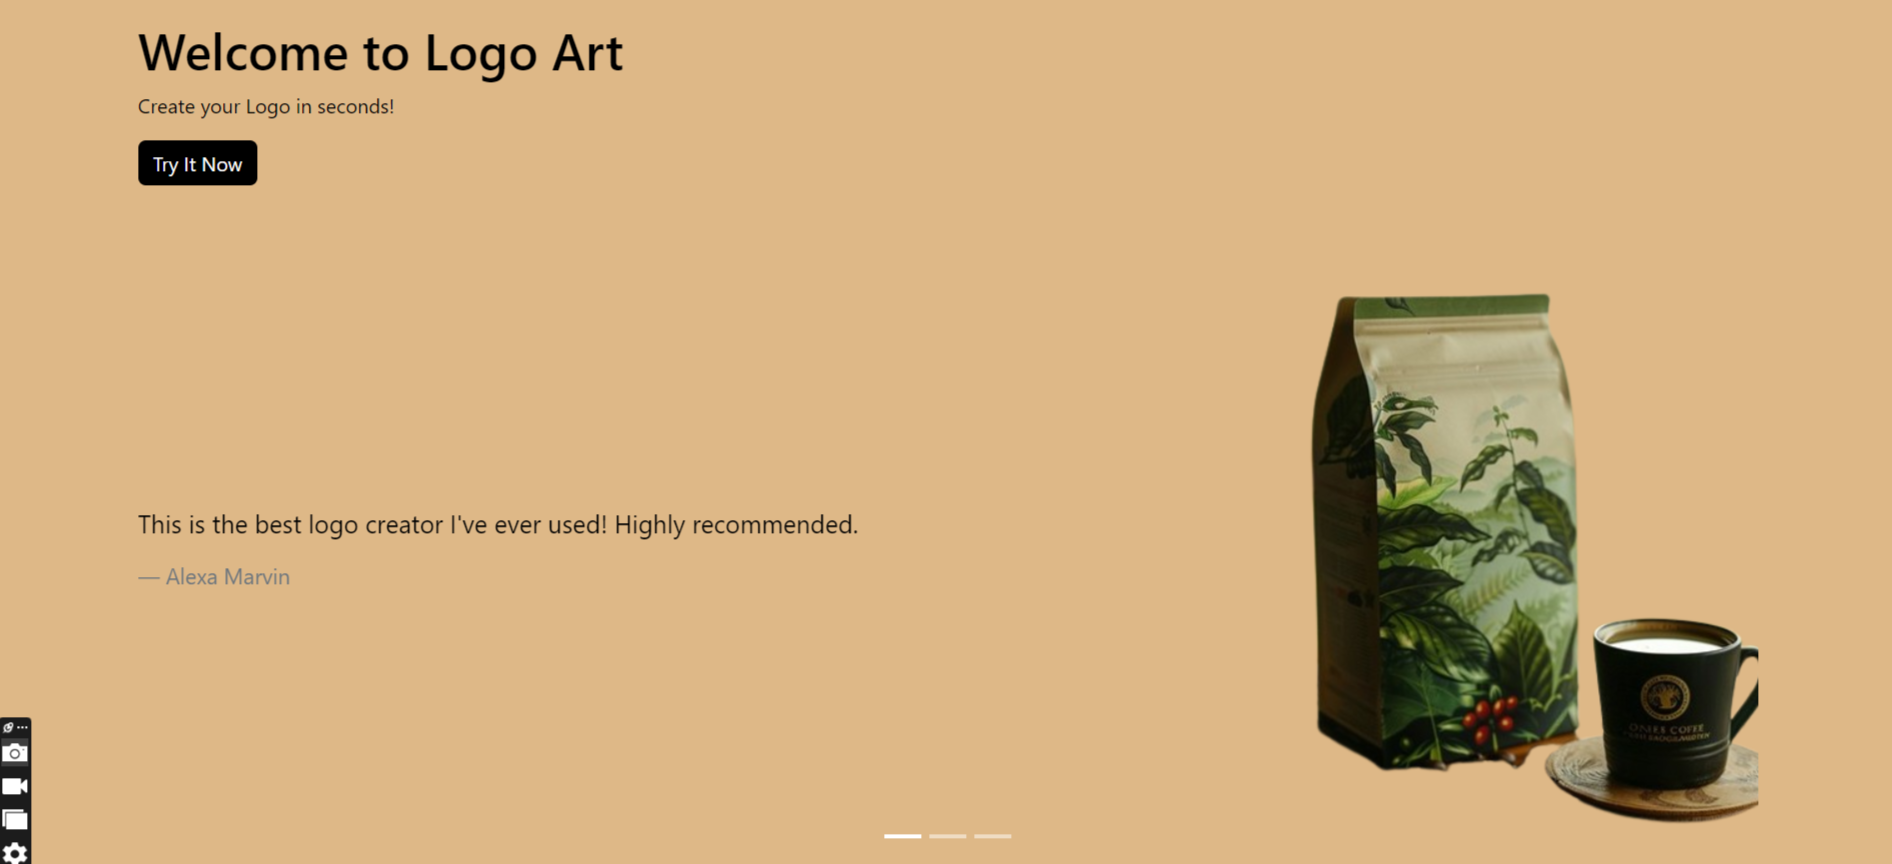 Welcome to Logo Art
Create your Logo in seconds!
Try It Now
This is the best logo creator I've ever used! Highly recommended.
— Alexa Marvin